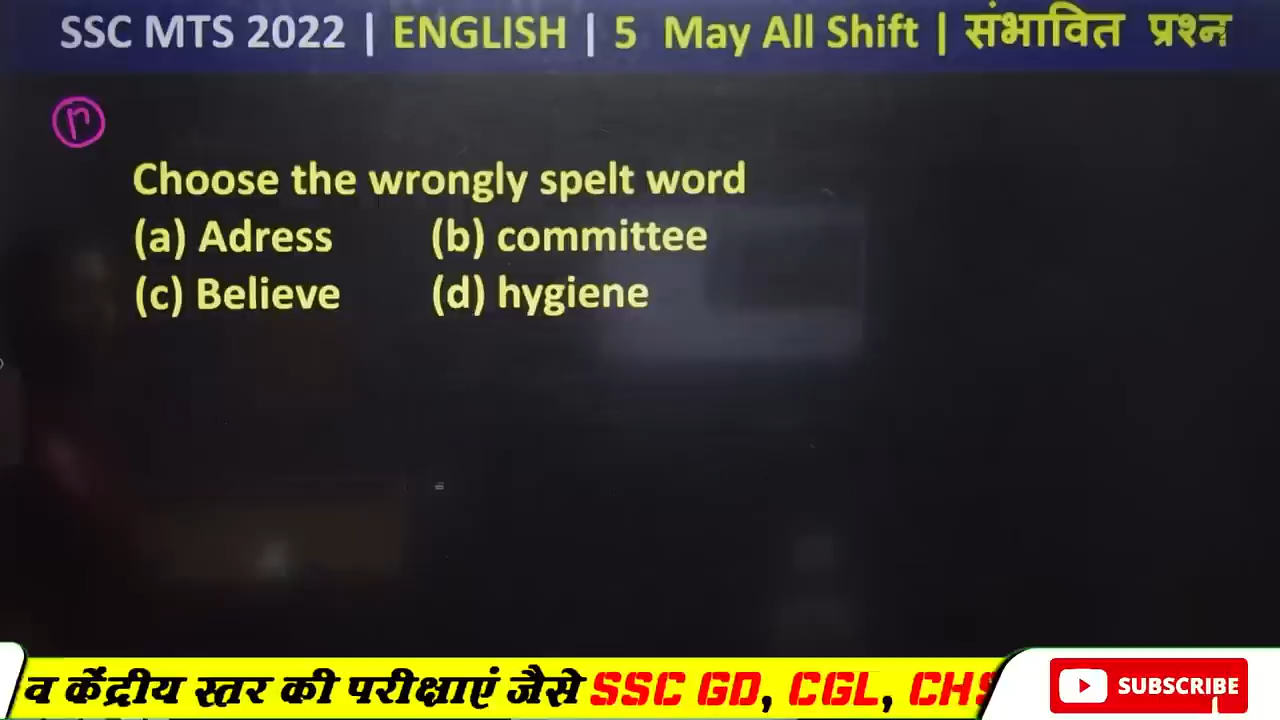 SSC MTS 2022 | ENGLISH | 5 May All Shift | संभावित प्रश्न
Choose the wrongly spelt word
(a) Adress (b) committee
(c) Believe (d) hygiene
व केंद्रीय स्तर की परीक्षाएं जैसे SSC GD, CGL, CHS
SUBSCRIBE